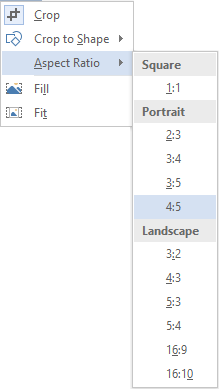 Crop
Crop to Shape
Aspect Ratio
Fill
Fit
Square
1:1
Portrait
2:3
3:4
3:5
4:5
Landscape
3:2
4:3
5:3
5:4
16:9
16:10